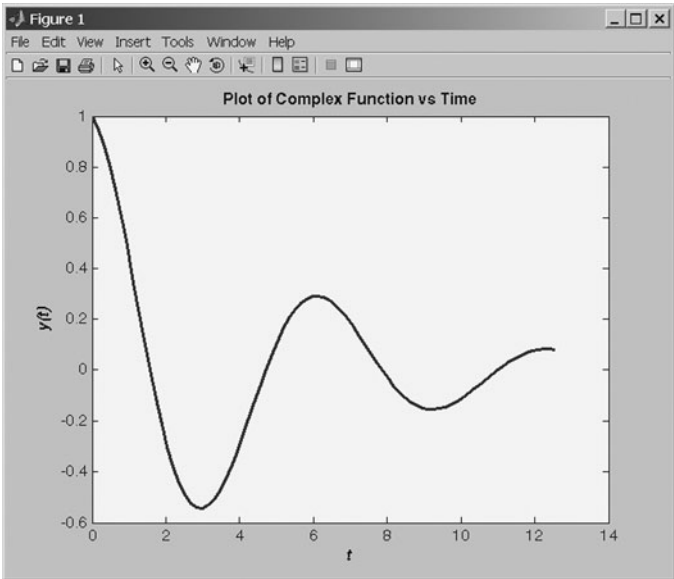 Figure 1
File Edit View Insert Tools Window Help
Plot of Complex Function vs Time
1
0.8
0.6
0.4
0.2
0
-0.2
-0.4
-0.6
y(t)
0 2 4 6 8 10 12 14
t